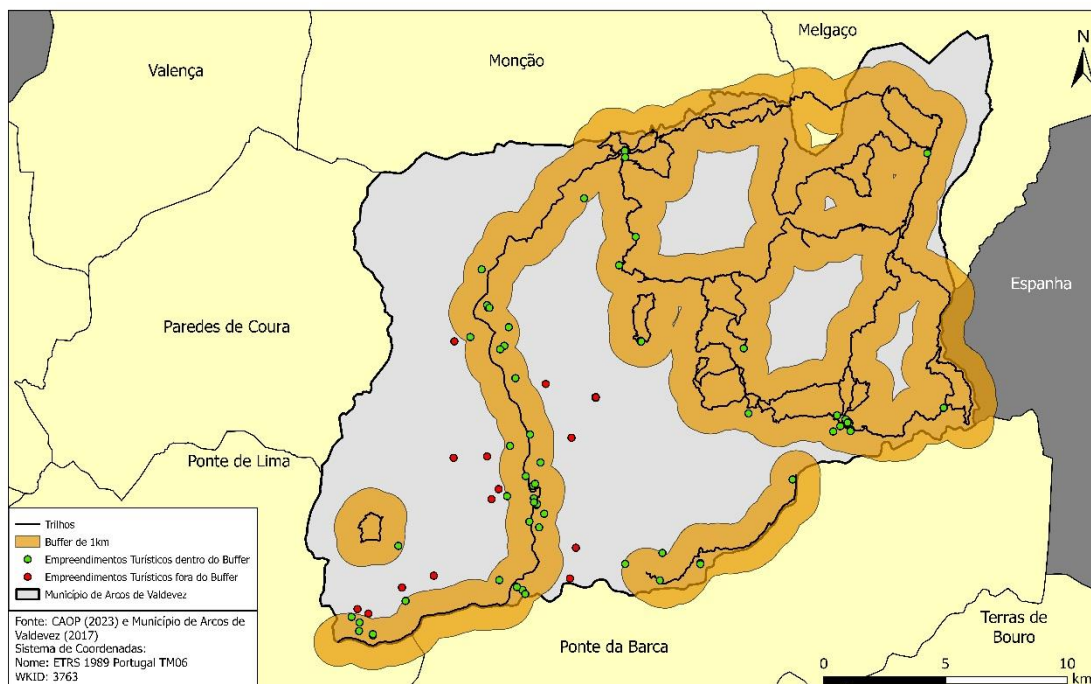 Melgaço
Monção
N
Valença
Espanha
Paredes de Coura
Ponte de Lima
Trilhos
Buffer de 1km
Empreendimentos Turísticos dentro do Buffer
Empreendimentos Turísticos fora do Buffer
Município de Arcos de Valdevez
Fonte: CAOP (2023) e Município de Arcos de
Valdevez (2017)
Sistema de Coordenadas:
Nome: ETRS 1989 Portugal TM06
WKID: 3763
Terras de
Bouro
Ponte da Barca
0 5 10
km